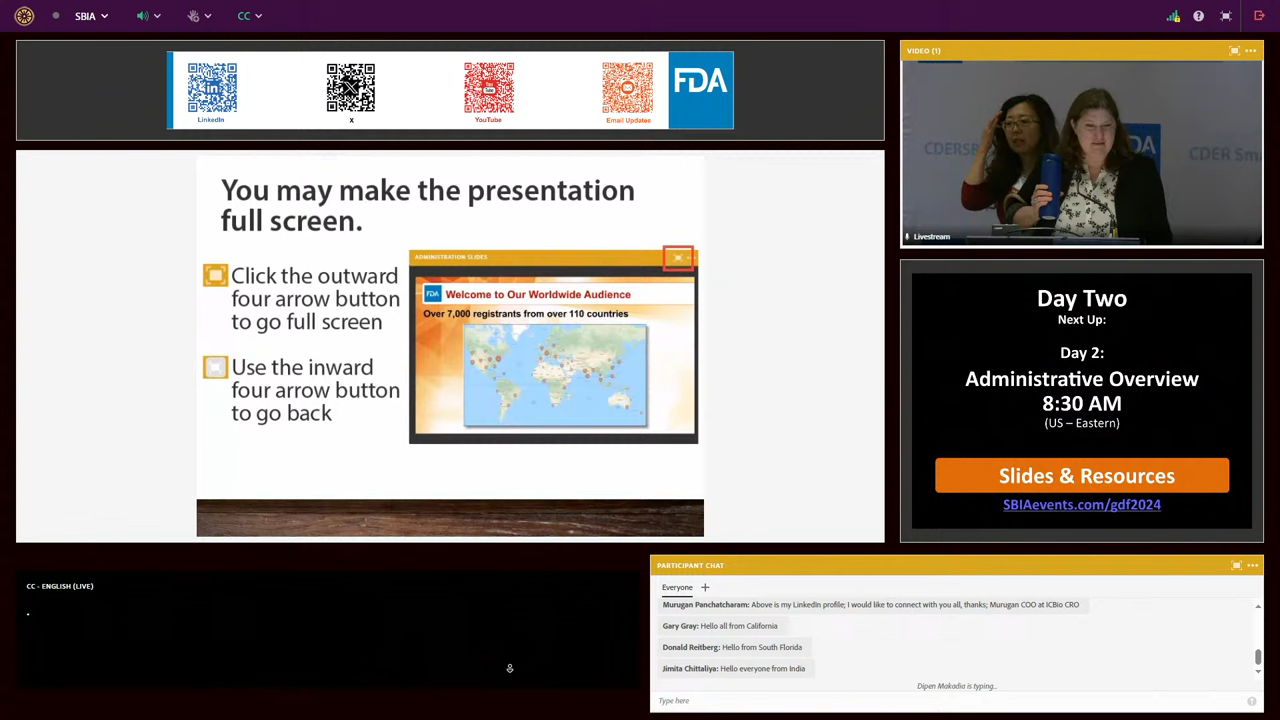 SBIA
CC
LinkedIn
X
YouTube
Email Updates
FDA
You may make the presentation
full screen.
Click the outward
four arrow button
to go full screen
Use the inward
four arrow button
to go back
ADMINISTRATION SLIDES
FDA
Welcome to Our Worldwide Audience
Over 7,000 registrants from over 110 countries
VIDEO (1)
CDERSB
DA
CDER Sma
Livestream
Day Two
Next Up:
Day 2:
Administrative Overview
8:30 AM
(US – Eastern)
Slides & Resources
SBIAevents.com/gdf2024
CC - ENGLISH (LIVE)
PARTICIPANT CHAT
Everyone
Murugan Panchatcharam: Above is my LinkedIn profile; I would like to connect with you all, thanks; Murugan COO at ICBio CRO
Gary Gray: Hello all from California
Donald Reitberg: Hello from South Florida
Jimita Chittaliya: Hello everyone from India
Dipen Makadia is typing...
Type here